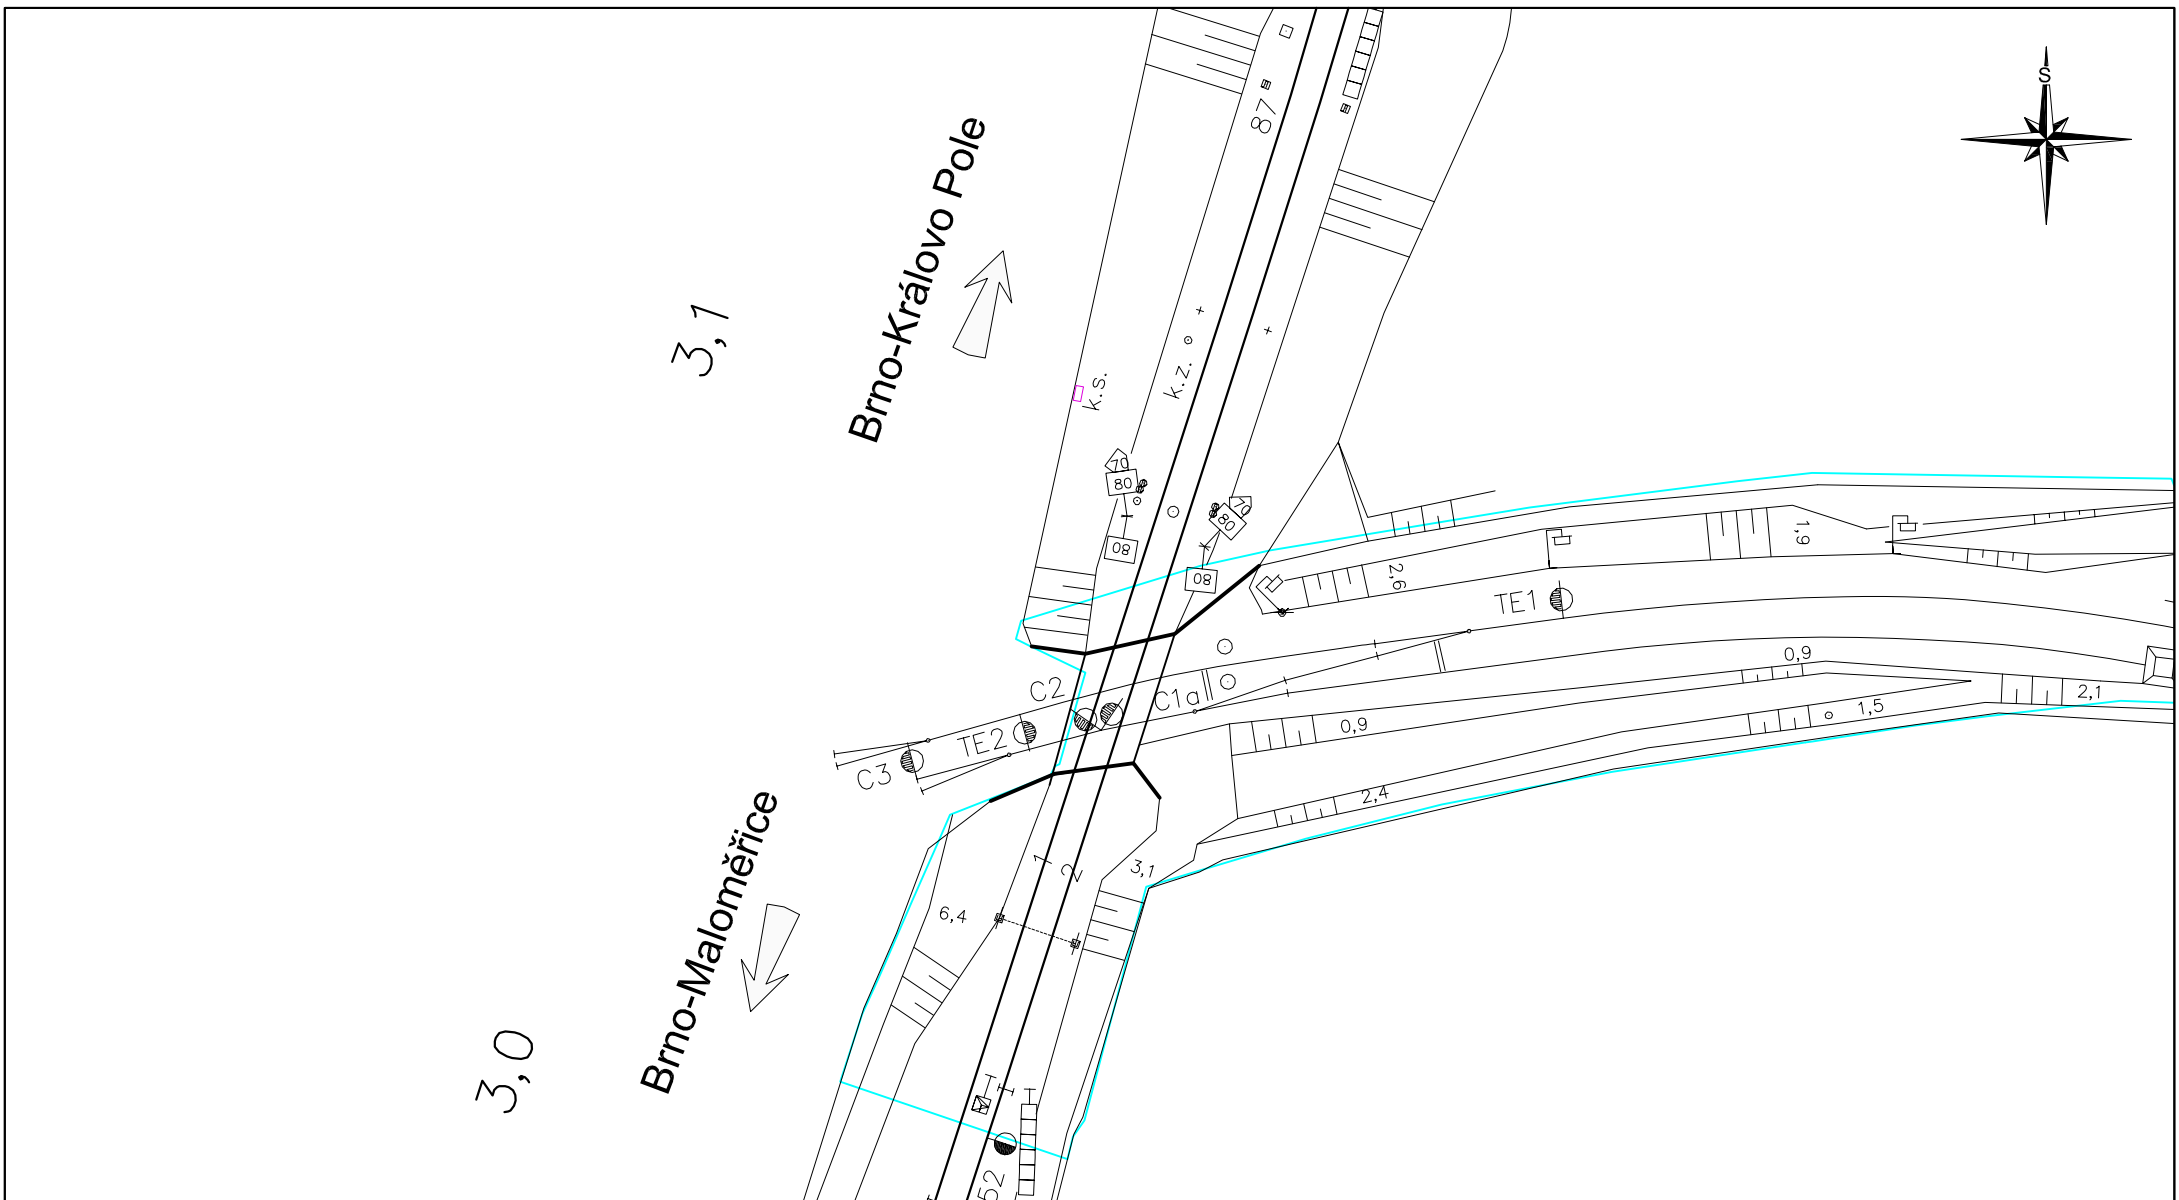 S
87
Brno-Královo Pole
3,1
k.z.
k.s.
70
80
70
80
80
80
1,9
2,6
TE1
0,9
C2
C1a
2,1
1,5
0,9
TE2
C3
2,4
Brno-Maloměřice
1
2
3,1
6,4
3,0
52